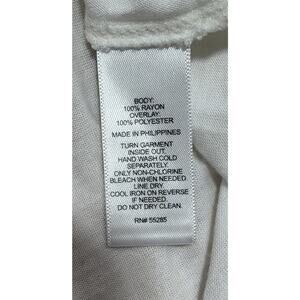 BODY:
100% RAYON
OVERLAY:
100% POLYESTER
MADE IN PHILIPPINES
TURN GARMENT
INSIDE OUT.
HAND WASH COLD
SEPARATELY.
ONLY NON-CHLORINE
BLEACH WHEN NEEDED.
LINE DRY.
COOL IRON ON REVERSE
IF NEEDED.
DO NOT DRY CLEAN.
RN# 55285